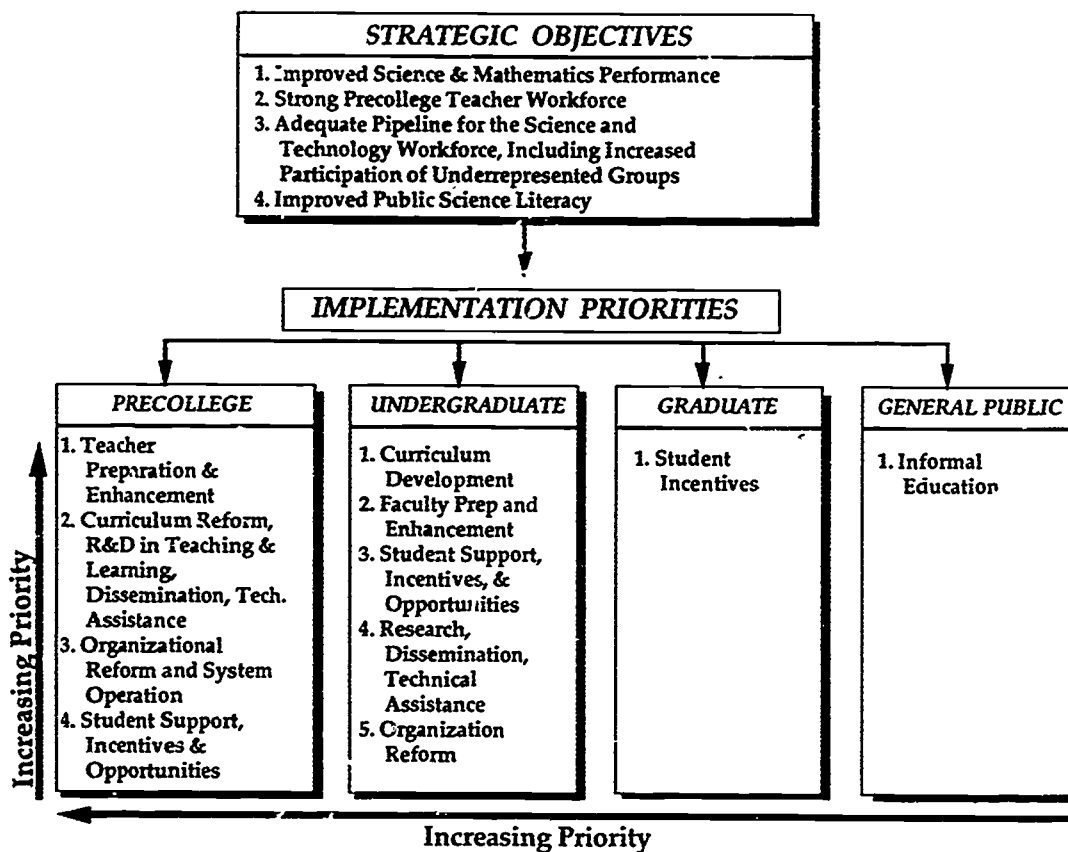 STRATEGIC OBJECTIVES
1. Improved Science & Mathematics Performance
2. Strong Precollege Teacher Workforce
3. Adequate Pipeline for the Science and
Technology Workforce, Including Increased
Participation of Underrepresented Groups
4. Improved Public Science Literacy
IMPLEMENTATION PRIORITIES
PRECOLLEGE
1. Teacher
Preparation &
Enhancement
2. Curriculum Reform,
R&D in Teaching &
Learning,
Dissemination, Tech.
Assistance
3. Organizational
Reform and System
Operation
4. Student Support,
Incentives &
Opportunities
UNDERGRADUATE
1. Curriculum
Development
2. Faculty Prep and
Enhancement
3. Student Support,
Incentives, &
Opportunities
4. Research,
Dissemination,
Technical
Assistance
5. Organization
Reform
GRADUATE
1. Student
Incentives
GENERAL PUBLIC
1. Informal
Education
Increasing Priority
Increasing Priority